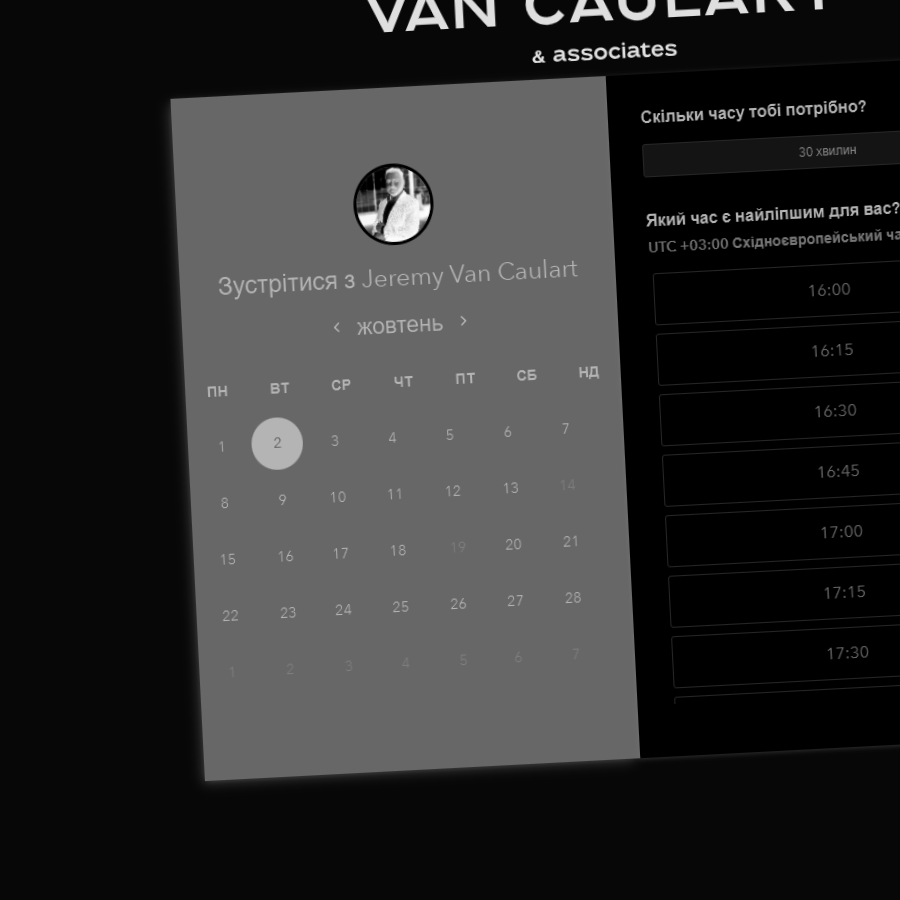 VAN CAULART
& associates
Зустрітися з Jeremy Van Caulart
жовтень
ПН ВТ СР ЧТ ПТ СБ НД
1 2 3 4 5 6 7
8 9 10 11 12 13 14
15 16 17 18 19 20 21
22 23 24 25 26 27 28
1 2 3 4 5 6 7
Скільки часу тобі потрібно?
30 хвилин
Який час є найліпшим для вас?
UTC +03:00 Східноєвропейський
16:00
16:15
16:30
16:45
17:00
17:15
17:30